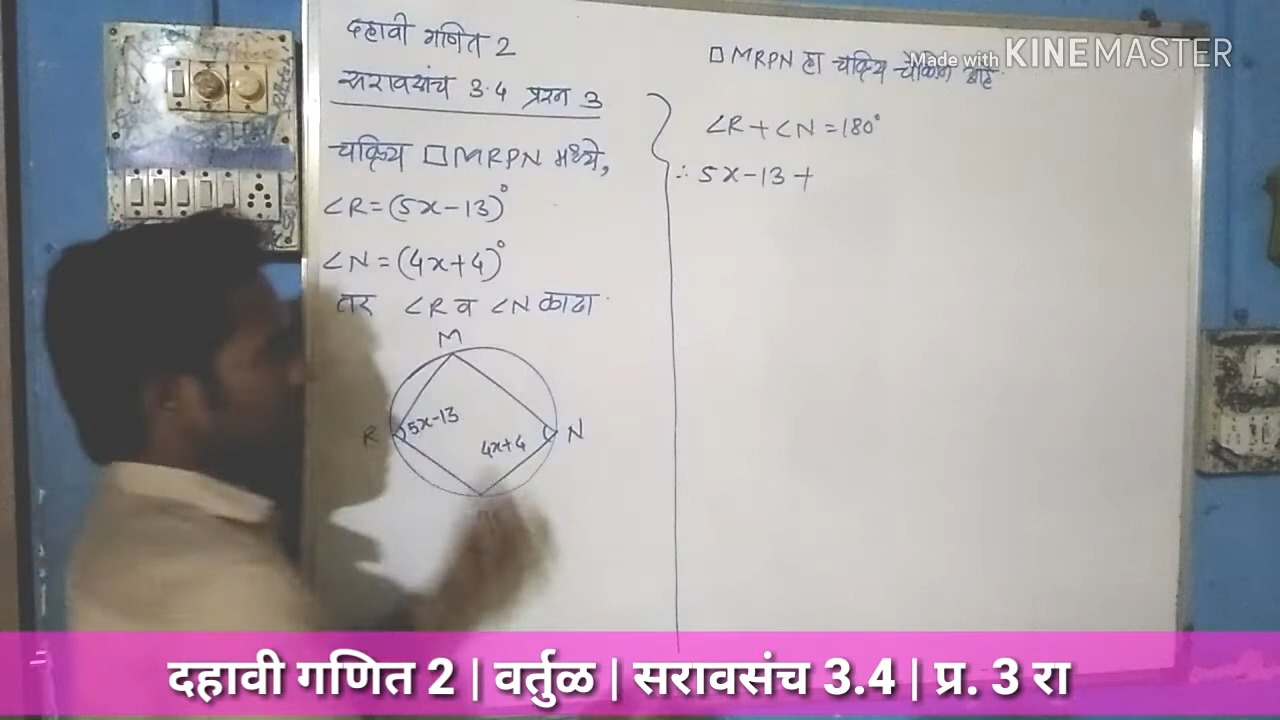 दहावी गणित 2
सरावसंच 3.4 प्रश्न 3
चक्रिय □MRPN मध्ये,
∠R=(5x-13)°
∠N=(4x+4)°
तर ∠R व ∠N काढा.
M
R
5x-13
4x+4
N
□MRPN हा चक्रिय चौकोन आहे.
∠R+∠N=180°
∴ 5x-13+
Made with KINEMASTER
दहावी गणित 2 | वर्तुळ | सरावसंच 3.4 | प्र. 3 रा